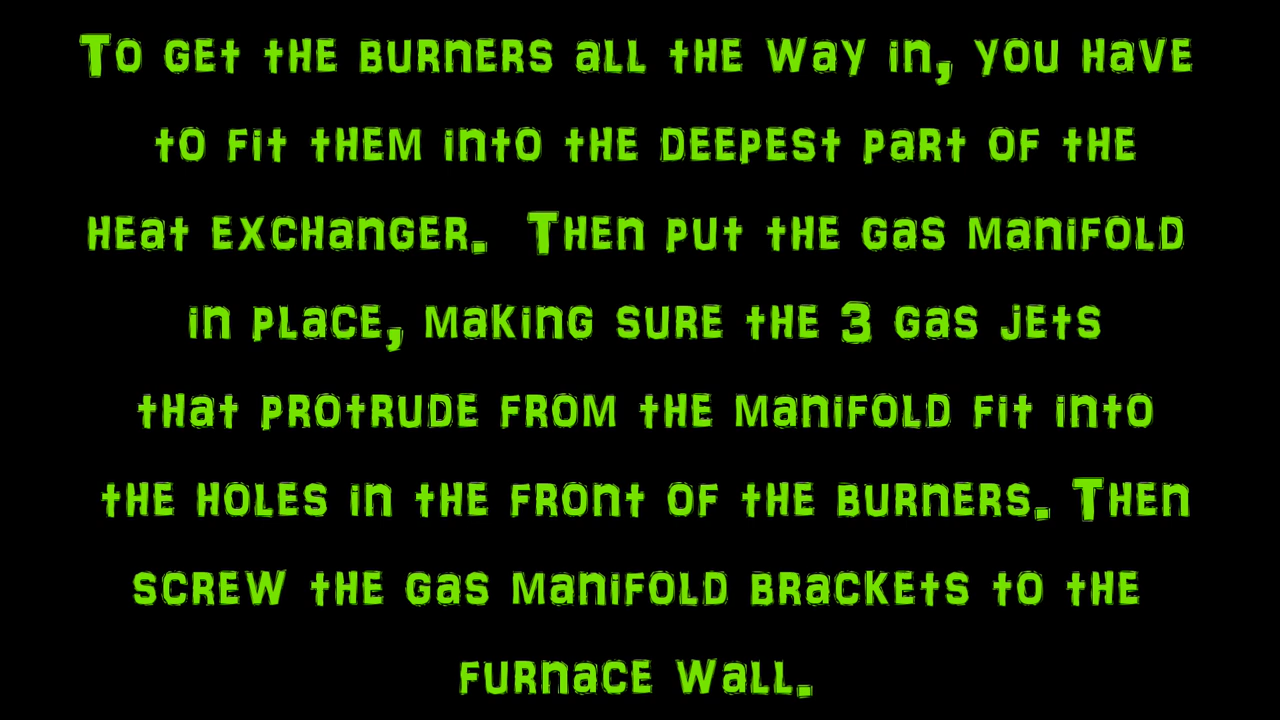 To get the burners all the way in, you have
to fit them into the deepest part of the
heat exchanger.  Then put the gas manifold
in place, making sure the 3 gas jets
that protrude from the manifold fit into
the holes in the front of the burners. Then
screw the gas manifold brackets to the
furnace wall.